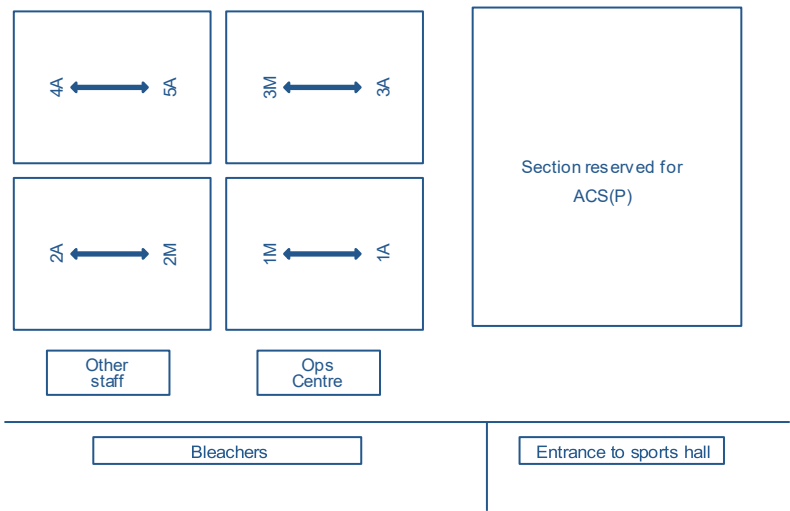 4A
5A
3M
3A
Section reserved for
ACS(P)
2A
2M
1M
1A
Other
staff
Ops
Centre
Bleachers
Entrance to sports hall